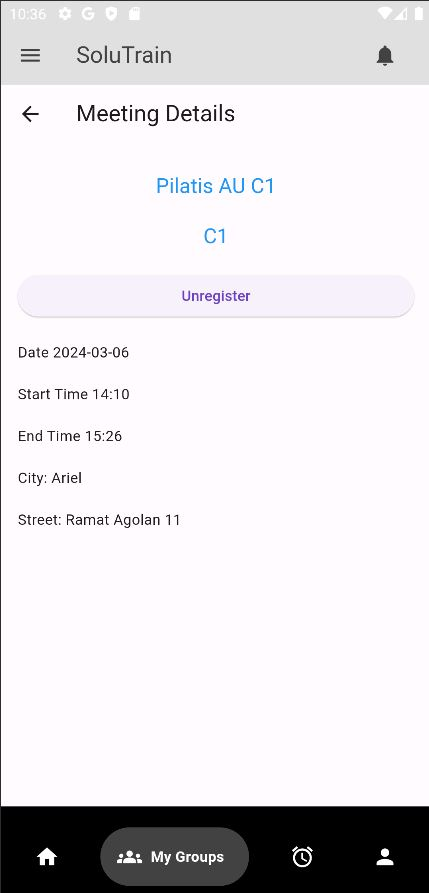 10:36
SoluTrain
Meeting Details
Pilatis AU C1
C1
Unregister
Date 2024-03-06
Start Time 14:10
End Time 15:26
City: Ariel
Street: Ramat Agolan 11
My Groups